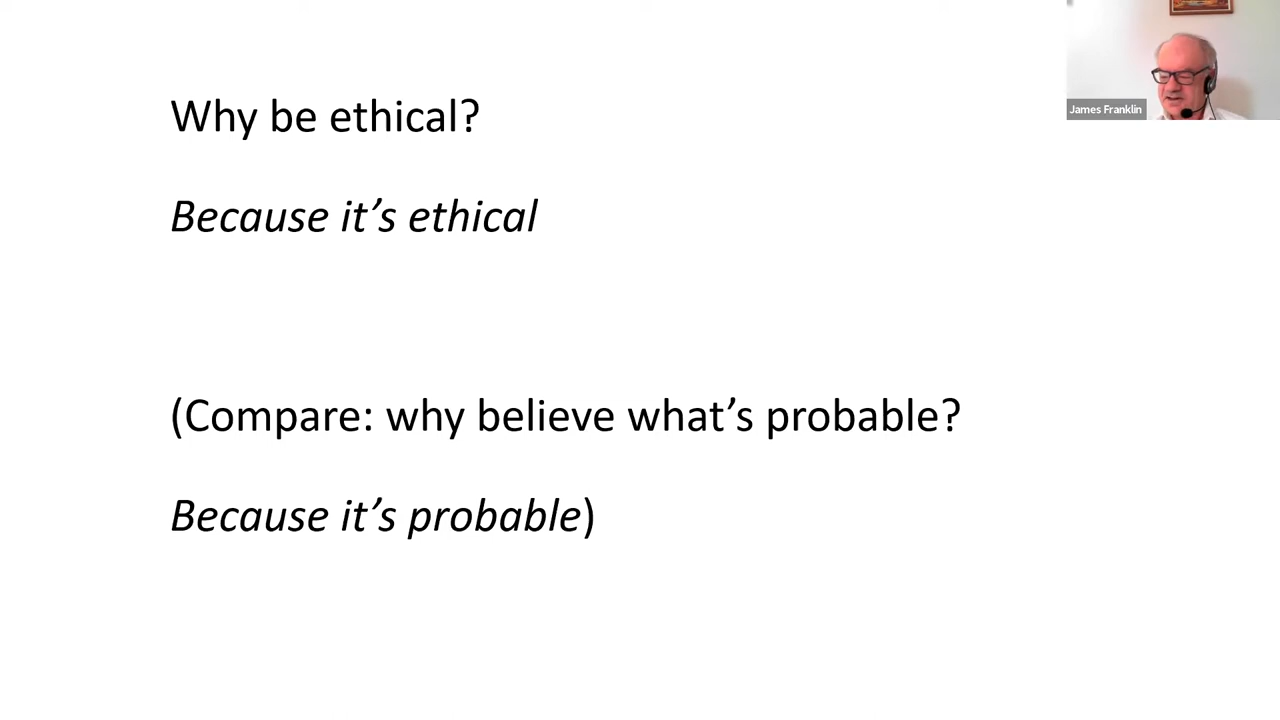 Why be ethical?
Because it’s ethical
(Compare: why believe what’s probable?
Because it’s probable)
James Franklin